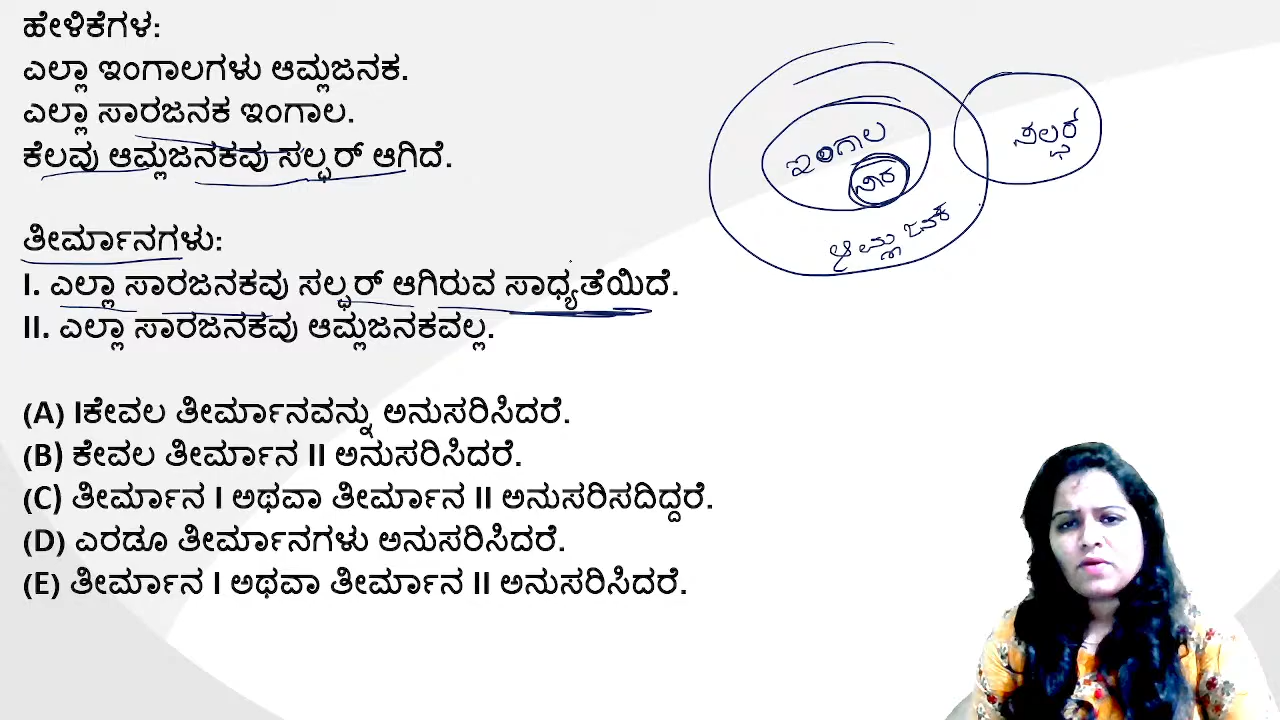 ಹೇಳಿಕೆಗಳ:
ಎಲ್ಲಾ ಇಂಗಾಲಗಳು ಆಮ್ಲಜನಕ.
ಎಲ್ಲಾ ಸಾರಜನಕ ಇಂಗಾಲ.
ಕೆಲವು ಆಮ್ಲಜನಕವು ಸಲ್ಫರ್ ಆಗಿದೆ.
ತೀರ್ಮಾನಗಳು:
I. ಎಲ್ಲಾ ಸಾರಜನಕವು ಸಲ್ಫರ್ ಆಗಿರುವ ಸಾಧ್ಯತೆಯಿದೆ.
II. ಎಲ್ಲಾ ಸಾರಜನಕವು ಆಮ್ಲಜನಕವಲ್ಲ.
(A) Iಕೇವಲ ತೀರ್ಮಾನವನ್ನು ಅನುಸರಿಸಿದರೆ.
(B) ಕೇವಲ ತೀರ್ಮಾನ II ಅನುಸರಿಸಿದರೆ.
(C) ತೀರ್ಮಾನ I ಅಥವಾ ತೀರ್ಮಾನ II ಅನುಸರಿಸದಿದ್ದರೆ.
(D) ಎರಡೂ ತೀರ್ಮಾನಗಳು ಅನುಸರಿಸಿದರೆ.
(E) ತೀರ್ಮಾನ I ಅಥವಾ ತೀರ್ಮಾನ II ಅನುಸರಿಸಿದರೆ.
ಇಂಗಾಲ
ಸಾರ
ಆಮ್ಲಜನಕ
ಸಲ್ಫರ್